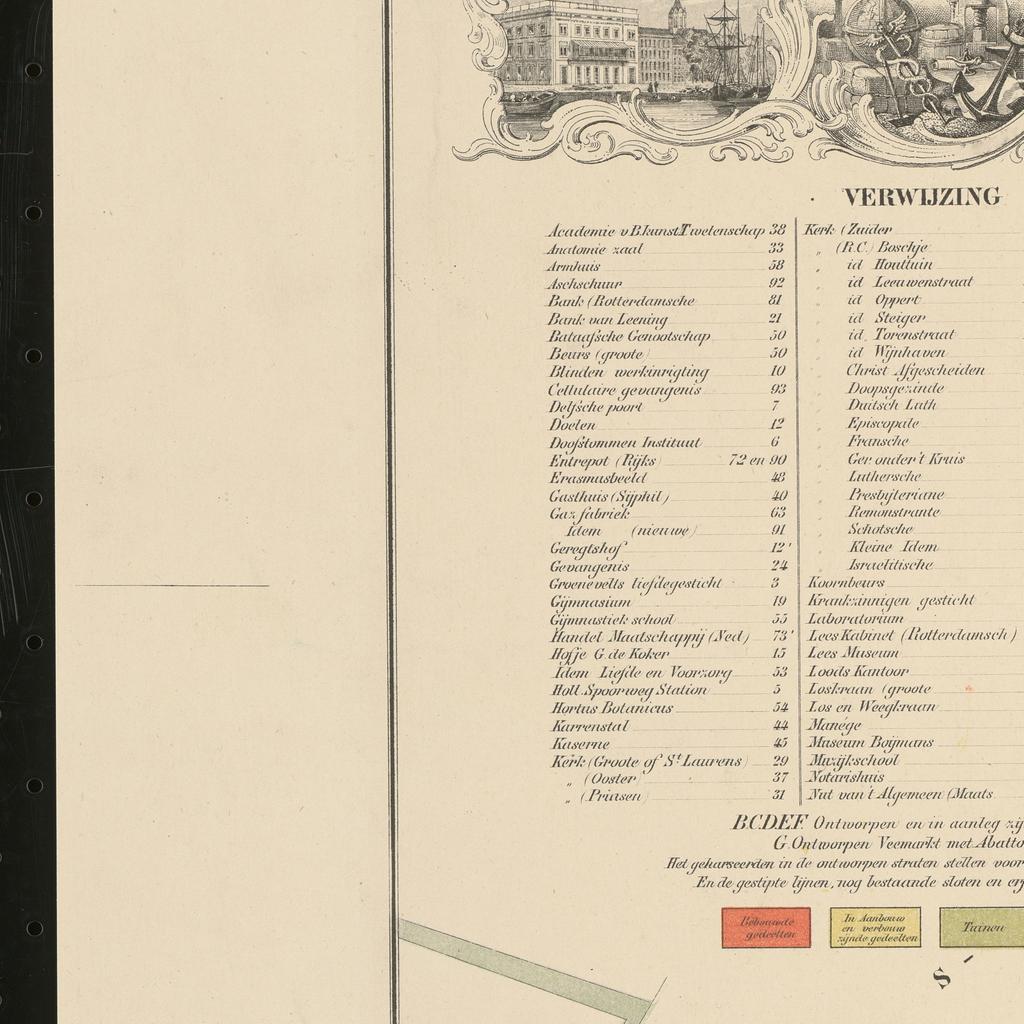 VERWIJZING
Academie v B.kunst.T.wetenschap 38
Anatomie zaal 33
Armhuis 58
Aschschuur 92
Bank (Rotterdamsche 81
Bank van Leening 21
Bataafsche Genootschap 50
Beurs (groote) 30
Blinden werkinrigting 10
Cellulaire gevangenis 93
Delfsche poort 7
Doelen 12
Doofstommen Instituut 6
Entrepot (Rijks) 72 en 90
Erasmusbeeld 48
Gasthuis (Sijphil) 40
Gaz fabriek 63
Idem (nieuwe) 91
Geregtshof 12'
Gevangenis 24
Groenevelts liefdegesticht 3
Gijmnasium 19
Gijmnastiek school 55
Handel Maatschappij (Ned) 73'
Hofje G. de Koker 15
Idem Liefde en Voorzorg 53
Holl. Spoorweg Station 5
Hortus Botanicus 54
Karrenstal 44
Kaserne 45
Kerk (Groote of St Laurens) 29
" (Ooster) 37
" (Prinsen) 31
Kerk (Zuider
" (R.C.) Boschje
" id Houttuin
" id Leeuwenstraat
" id Oppert
" id Steiger
" id. Torenstraat
" id Wijnhaven
" Christ Afgescheiden
" Doopsgezinde
" Duitsch Luth
" Episcopale
" Fransche
" Ger. onder 't Kruis
" Luthersche
" Presbijteriane
" Remonstrante
" Schotsche
" Kleine Idem
" Israelitische
Koornbeurs
Krankzinnigen gesticht
Laboratorium
Lees Kabinet (Rotterdamsch)
Lees Museum
Loods Kantoor
Loskraan (groote
Los en Weegkraan
Manége
Museum Boijmans
Muzijkschool
Notarishuis
Nut van 't Algemeen (Maats
B.C.D.E.F. Ontworpen en in aanleg
G. Ontworpen Veemarkt met
Het geharseerden in de ontworpen straten stellen voor
En de gestipte lijnen, nog bestaande sloten en
Bebouwde gedeelten
In Aanbouw en verbouw zijnde gedeelten
Tuinen
S